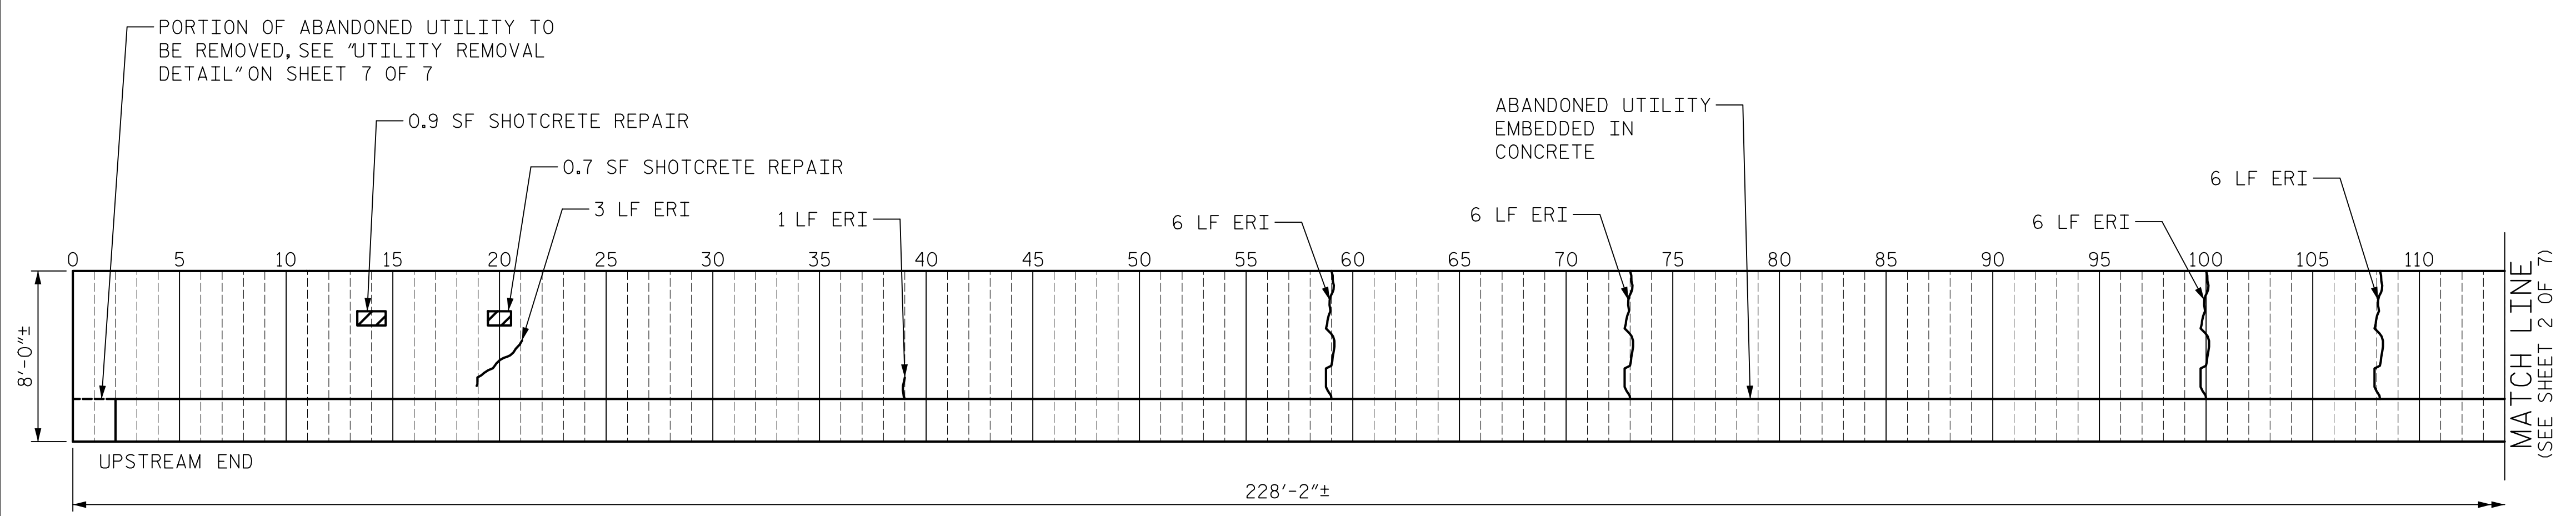 PORTION OF ABANDONED UTILITY TO
BE REMOVED, SEE "UTILITY REMOVAL
DETAIL" ON SHEET 7 OF 7
0.9 SF SHOTCRETE REPAIR
0.7 SF SHOTCRETE REPAIR
3 LF ERI
1 LF ERI
6 LF ERI
6 LF ERI
ABANDONED UTILITY
EMBEDDED IN
CONCRETE
6 LF ERI
6 LF ERI
0 5 10 15 20 25 30 35 40 45 50 55 60 65 70 75 80 85 90 95 100 105 110
8'-0"±
MATCH LINE
(SEE SHEET 2 OF 7)
UPSTREAM END
228'-2"±